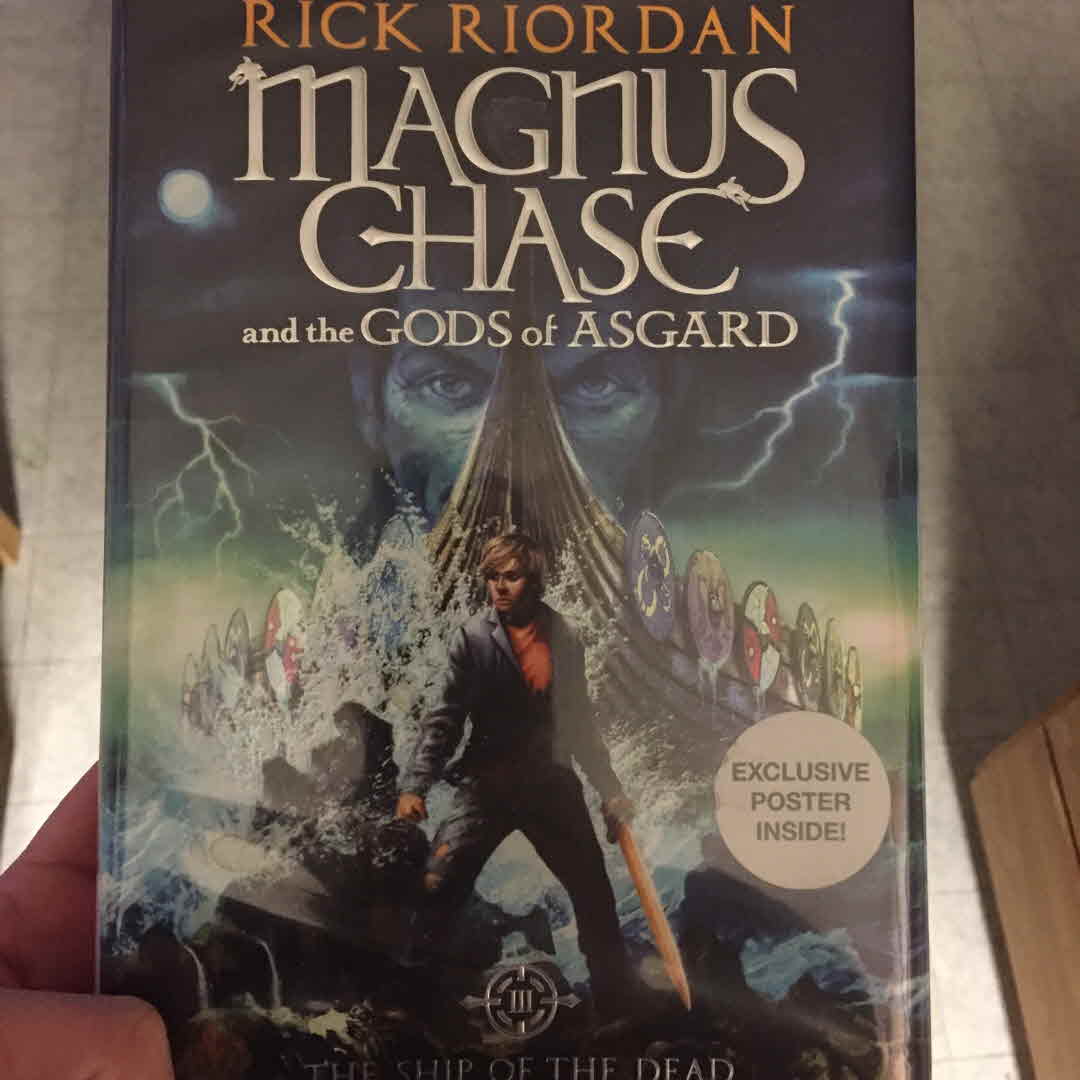 RICK RIORDAN
MAGNUS
CHASE
and the GODS of ASGARD
EXCLUSIVE
POSTER
INSIDE!
III
THE SHIP OF THE DEAD